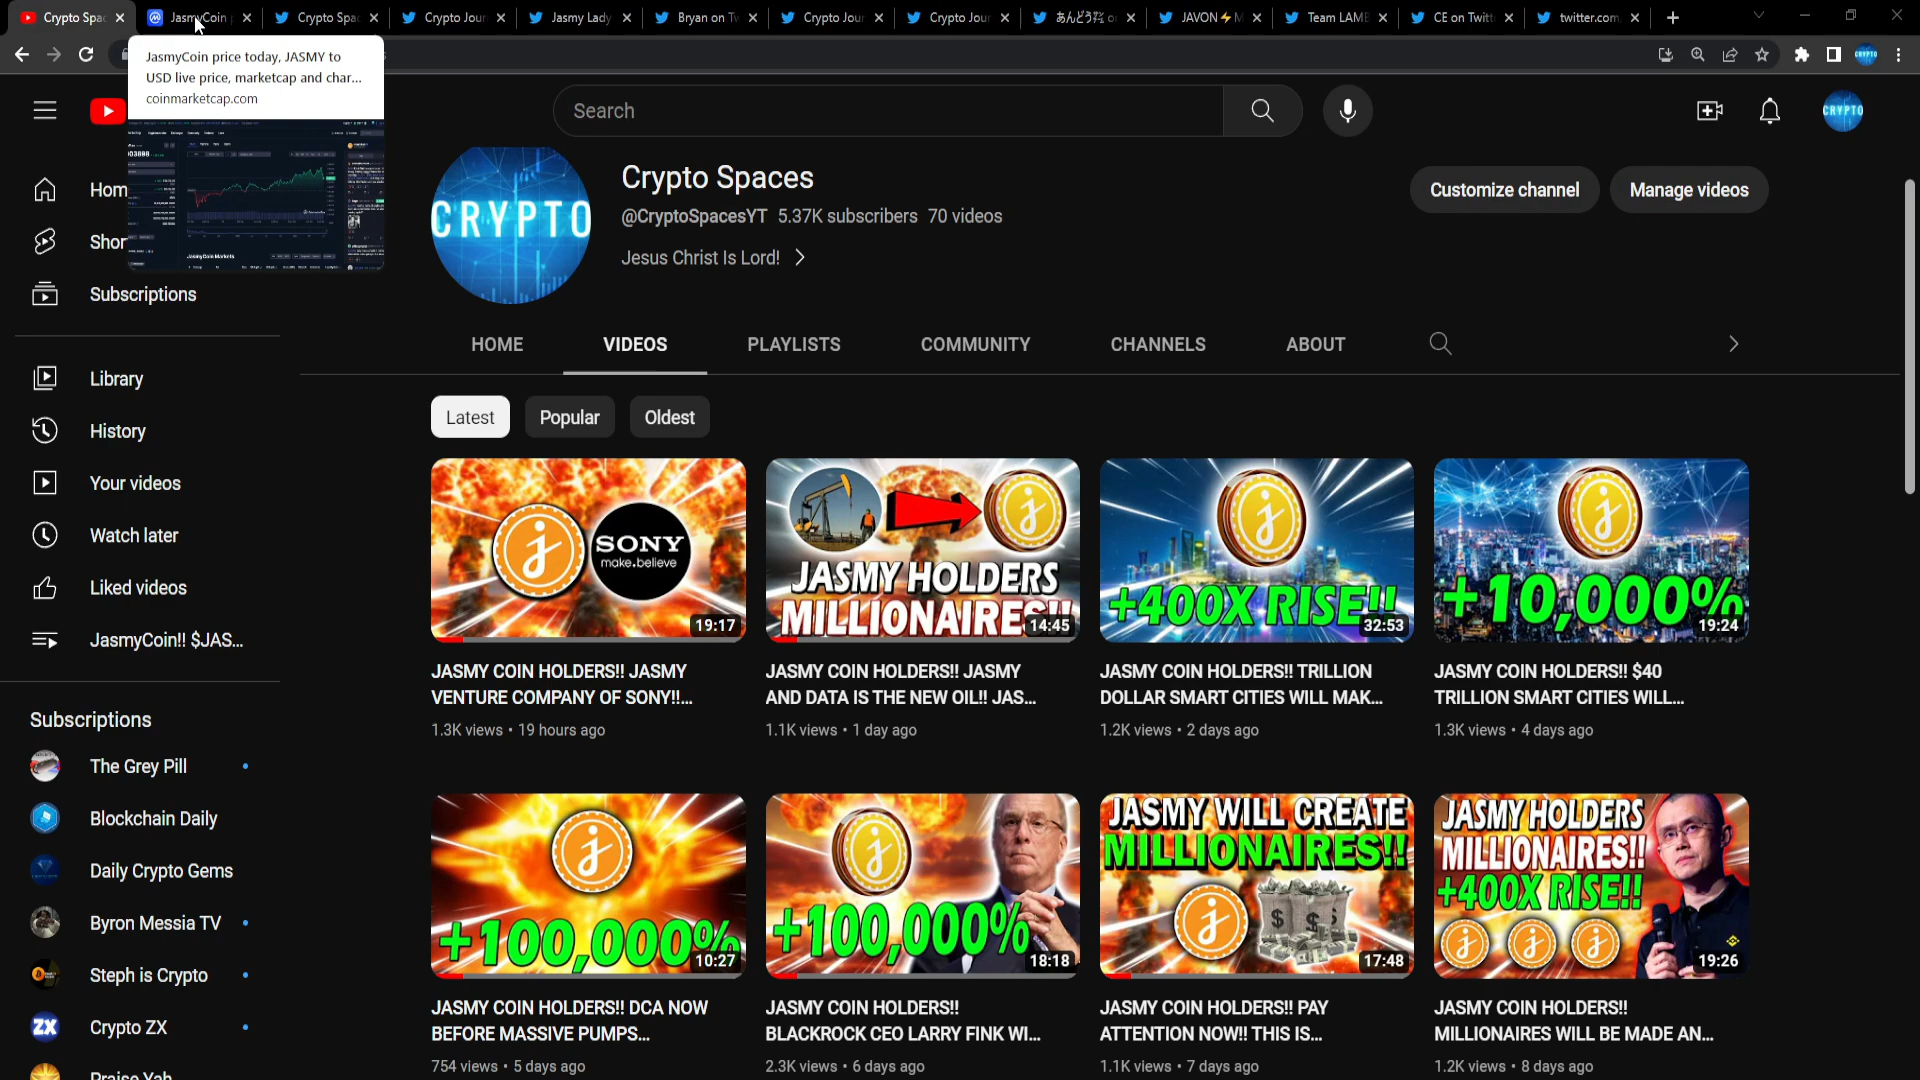 Crypto Spac
JasmyCoin
Crypto Spac
Crypto Jour
Jasmy Lady
Bryan on Tw
Crypto Jour
Crypto Jour
JAVON⚡M
Team LAMB
CE on Twitt
twitter.com
JasmyCoin price today, JASMY to
USD live price, marketcap and char...
coinmarketcap.com
Search
CRYPTO
Hom
Shor
Subscriptions
CRYPTO
Crypto Spaces
@CryptoSpacesYT 5.37K subscribers 70 videos
Jesus Christ Is Lord!
Customize channel
Manage videos
HOME
VIDEOS
PLAYLISTS
COMMUNITY
CHANNELS
ABOUT
Latest
Popular
Oldest
Library
History
Your videos
Watch later
Liked videos
JasmyCoin!! $JAS...
Subscriptions
The Grey Pill
Blockchain Daily
Daily Crypto Gems
Byron Messia TV
Steph is Crypto
ZX
Crypto ZX
Praise Yah
JasmyCoin Markets
SONY
make.believe
19:17
JASMY COIN HOLDERS!! JASMY
VENTURE COMPANY OF SONY!!...
1.3K views • 19 hours ago
JASMY HOLDERS
MILLIONAIRES!!
14:45
JASMY COIN HOLDERS!! JASMY
AND DATA IS THE NEW OIL!! JAS...
1.1K views • 1 day ago
+400X RISE!!
32:53
JASMY COIN HOLDERS!! TRILLION
DOLLAR SMART CITIES WILL MAK...
1.2K views • 2 days ago
+10,000%
19:24
JASMY COIN HOLDERS!! $40
TRILLION SMART CITIES WILL...
1.3K views • 4 days ago
+100,000%
10:27
JASMY COIN HOLDERS!! DCA NOW
BEFORE MASSIVE PUMPS...
754 views • 5 days ago
+100,000%
18:18
JASMY COIN HOLDERS!!
BLACKROCK CEO LARRY FINK WI...
2.3K views • 6 days ago
JASMY WILL CREATE
MILLIONAIRES!!
17:48
JASMY COIN HOLDERS!! PAY
ATTENTION NOW!! THIS IS...
1.1K views • 7 days ago
JASMY HOLDERS
MILLIONAIRES!!
+400X RISE!!
19:26
JASMY COIN HOLDERS!!
MILLIONAIRES WILL BE MADE AN...
1.2K views • 8 days ago